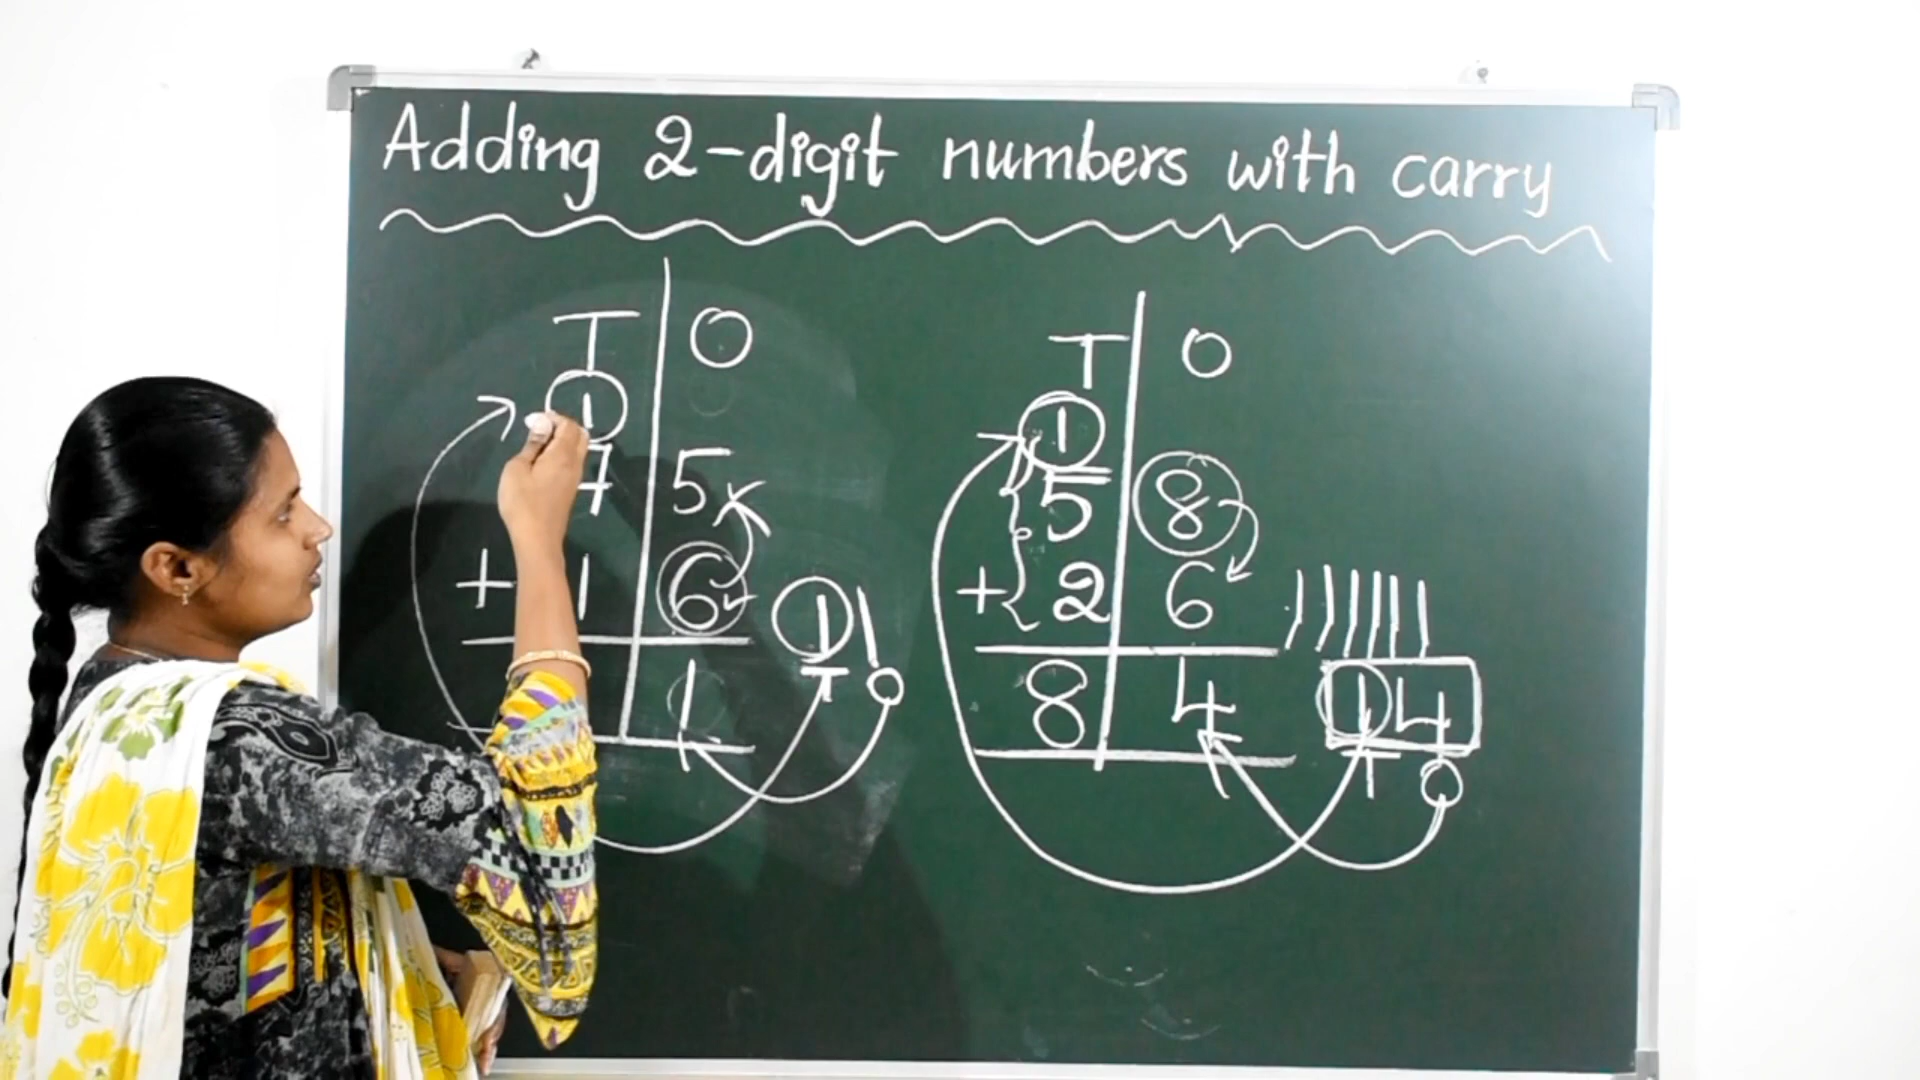 Adding 2-digit numbers with carry
T O
1
7 5
+ 1 6
1
11
T O
T O
1
5 8
+ 2 6
8 4
14
T O